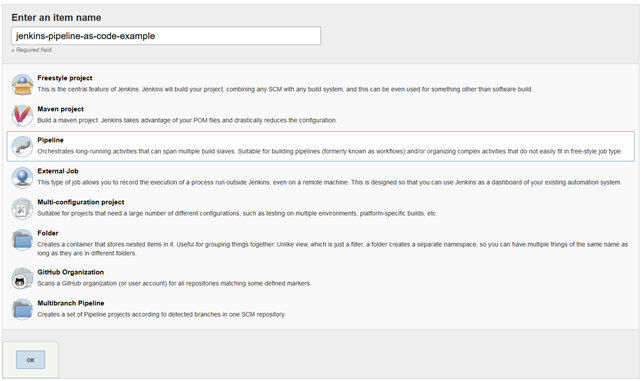 Enter an item name
jenkins-pipeline-as-code-example
» Required field
Freestyle project
This is the central feature of Jenkins. Jenkins will build your project, combining any SCM with any build system, and this can be even used for something other than software build.
Maven project
Build a maven project. Jenkins takes advantage of your POM files and drastically reduces the configuration.
Pipeline
Orchestrates long-running activities that can span multiple build slaves. Suitable for building pipelines (formerly known as workflows) and/or organizing complex activities that do not easily fit in free-style job type.
External Job
This type of job allows you to record the execution of a process run outside Jenkins, even on a remote machine. This is designed so that you can use Jenkins as a dashboard of your existing automation system.
Multi-configuration project
Suitable for projects that need a large number of different configurations, such as testing on multiple environments, platform-specific builds, etc.
Folder
Creates a container that stores nested items in it. Useful for grouping things together. Unlike view, which is just a filter, a folder creates a separate namespace, so you can have multiple things of the same name as
long as they are in different folders.
GitHub Organization
Scans a GitHub organization (or user account) for all repositories matching some defined markers.
Multibranch Pipeline
Creates a set of Pipeline projects according to detected branches in one SCM repository.
OK